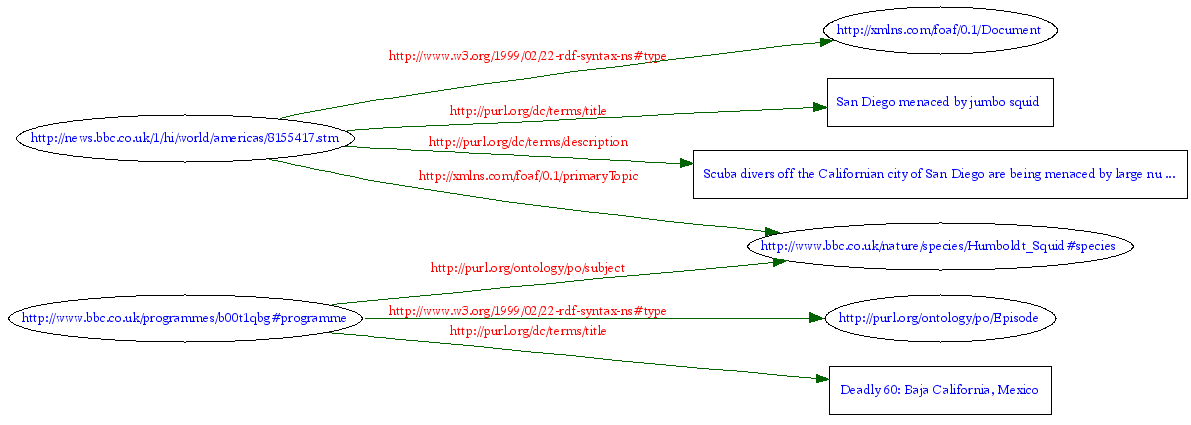 http://xmlns.com/foaf/0.1/Document
http://www.w3.org/1999/02/22-rdf-syntax-ns#type
San Diego menaced by jumbo squid
http://purl.org/dc/terms/title
http://news.bbc.co.uk/1/hi/world/americas/8155417.stm
http://purl.org/dc/terms/description
Scuba divers off the Californian city of San Diego are being menaced by large nu ...
http://xmlns.com/foaf/0.1/primaryTopic
http://www.bbc.co.uk/nature/species/Humboldt_Squid#species
http://purl.org/ontology/po/subject
http://www.bbc.co.uk/programmes/b00t1qbg#programme
http://www.w3.org/1999/02/22-rdf-syntax-ns#type
http://purl.org/ontology/po/Episode
http://purl.org/dc/terms/title
Deadly 60: Baja California, Mexico